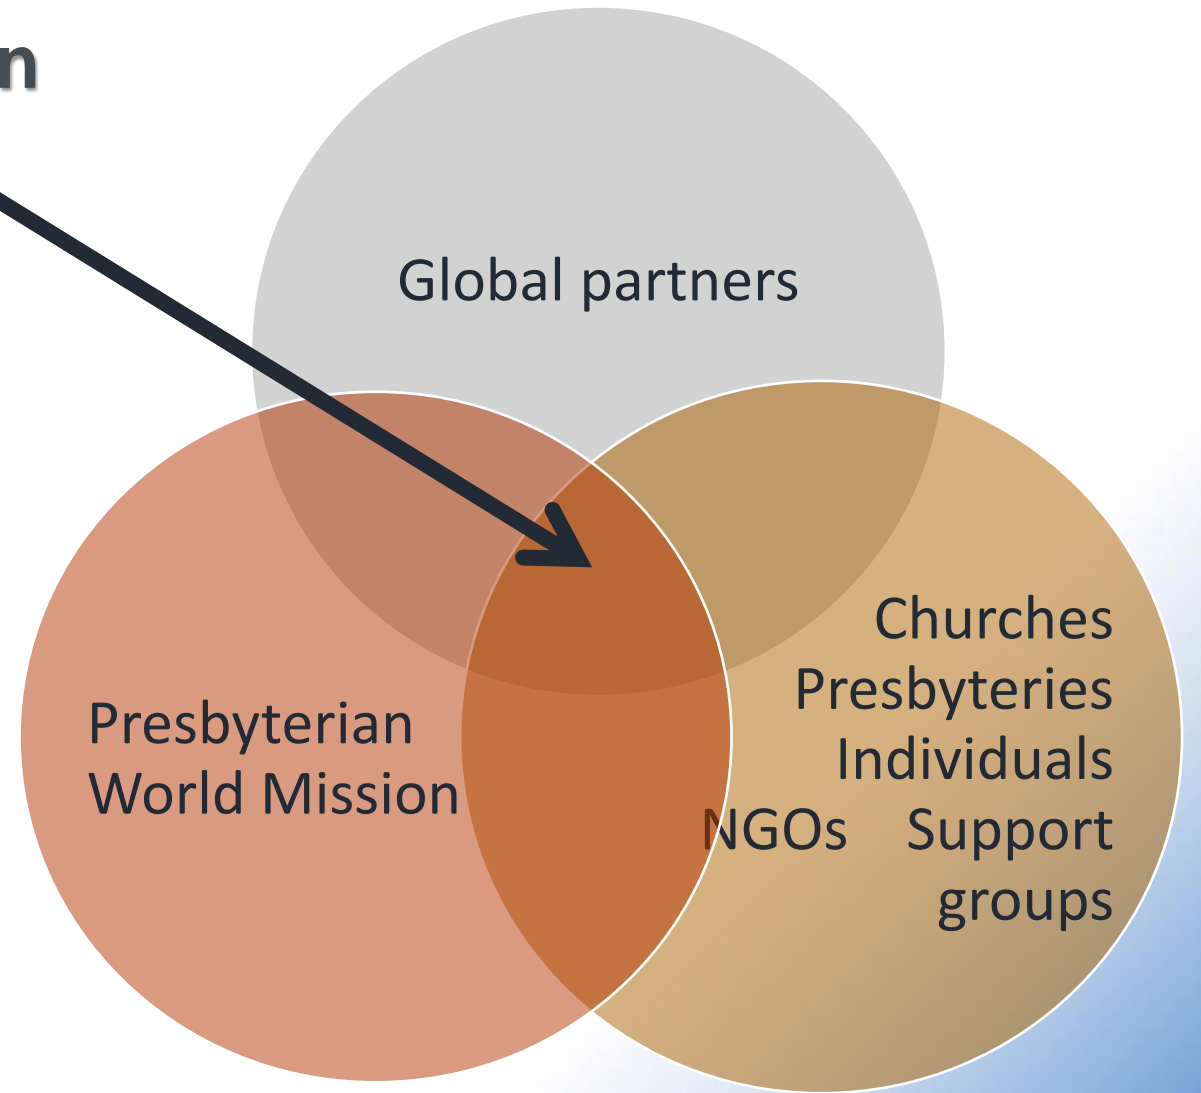 n
Global partners
Presbyterian
World Mission
Churches
Presbyteries
Individuals
NGOs Support
groups